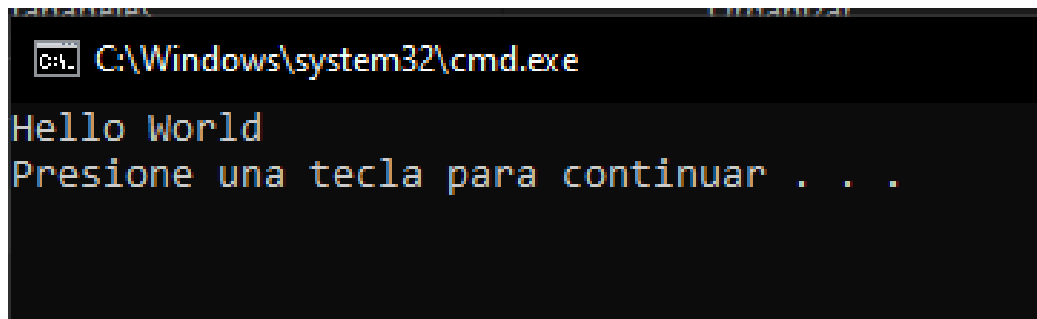 C:\Windows\system32\cmd.exe
Hello World
Presione una tecla para continuar . . .